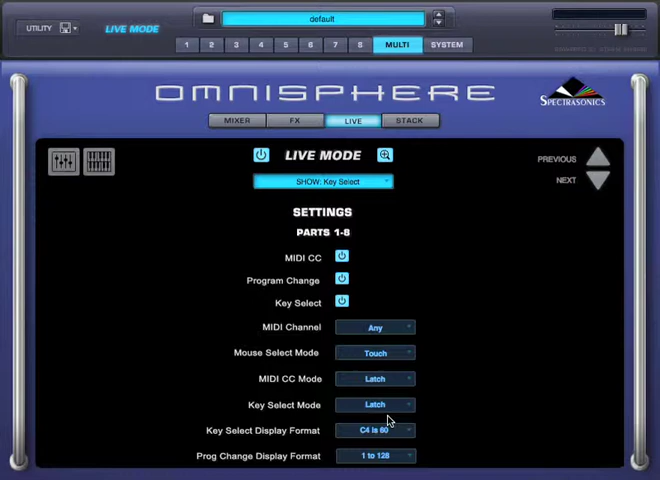 UTILITY
LIVE MODE
default
1 2 3 4 5 6 7 8 MULTI SYSTEM
OMNISPHERE
SPECTRASONICS
MIXER FX LIVE STACK
LIVE MODE
PREVIOUS
SHOW: Key Select
NEXT
SETTINGS
PARTS 1-8
MIDI CC
Program Change
Key Select
MIDI Channel Any
Mouse Select Mode Touch
MIDI CC Mode Latch
Key Select Mode Latch
Key Select Display Format C4 is 60
Prog Change Display Format 1 to 128